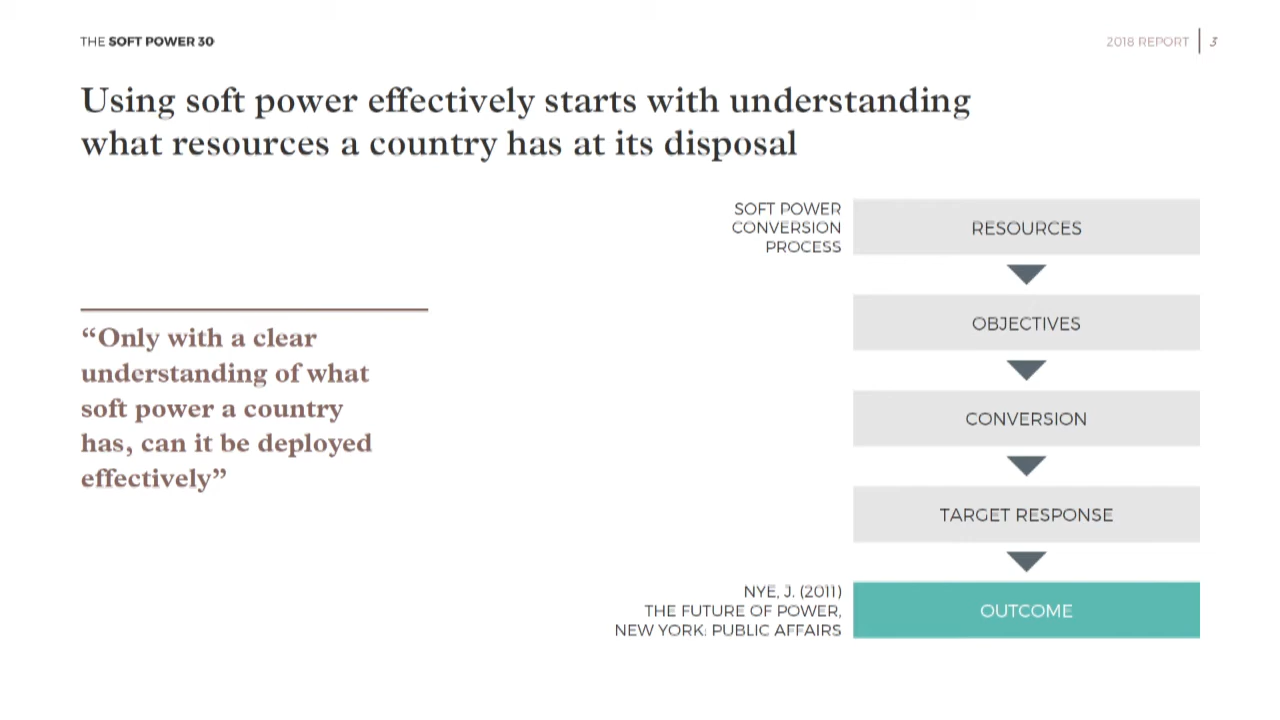 THE SOFT POWER 30
2018 REPORT 3
Using soft power effectively starts with understanding
what resources a country has at its disposal
SOFT POWER
CONVERSION
PROCESS
RESOURCES
OBJECTIVES
CONVERSION
TARGET RESPONSE
OUTCOME
“Only with a clear
understanding of what
soft power a country
has, can it be deployed
effectively”
NYE, J. (2011)
THE FUTURE OF POWER,
NEW YORK: PUBLIC AFFAIRS